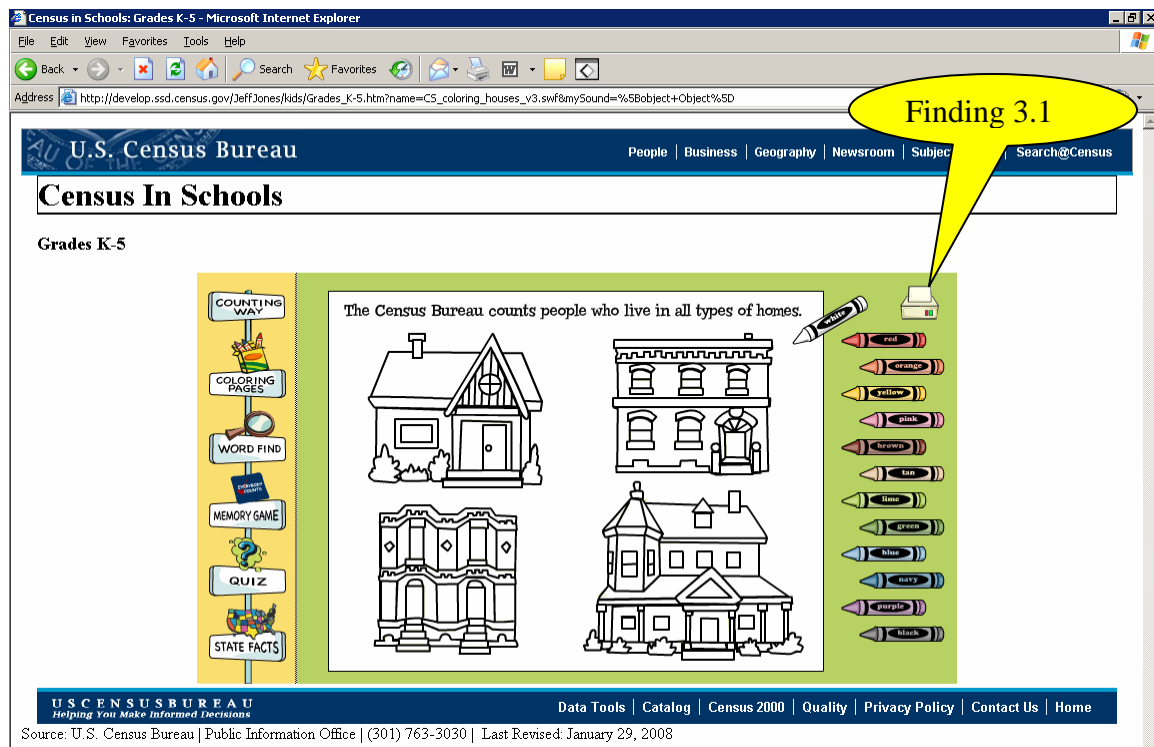 Census in Schools: Grades K-5 - Microsoft Internet Explorer
File Edit View Favorites Tools Help
Back Search Favorites
Address http://develop.ssd.census.gov/JeffJones/kids/Grades_K-5.htm?name=CS_coloring_houses_v3.swf&mySound=%5Bobject+Object%5D
Finding 3.1
U.S. Census Bureau
People | Business | Geography | Newsroom | Subjec | Search@Census
Census In Schools
Grades K-5
COUNTING
WAY
COLORING
PAGES
WORD FIND
EVERYBODY
COUNTS
MEMORY GAME
QUIZ
STATE FACTS
The Census Bureau counts people who live in all types of homes.
white
red
orange
yellow
pink
brown
tan
lime
green
blue
navy
purple
black
USCENSUSBUREAU
Helping You Make Informed Decisions
Data Tools | Catalog | Census 2000 | Quality | Privacy Policy | Contact Us | Home
Source: U.S. Census Bureau | Public Information Office | (301) 763-3030 | Last Revised: January 29, 2008